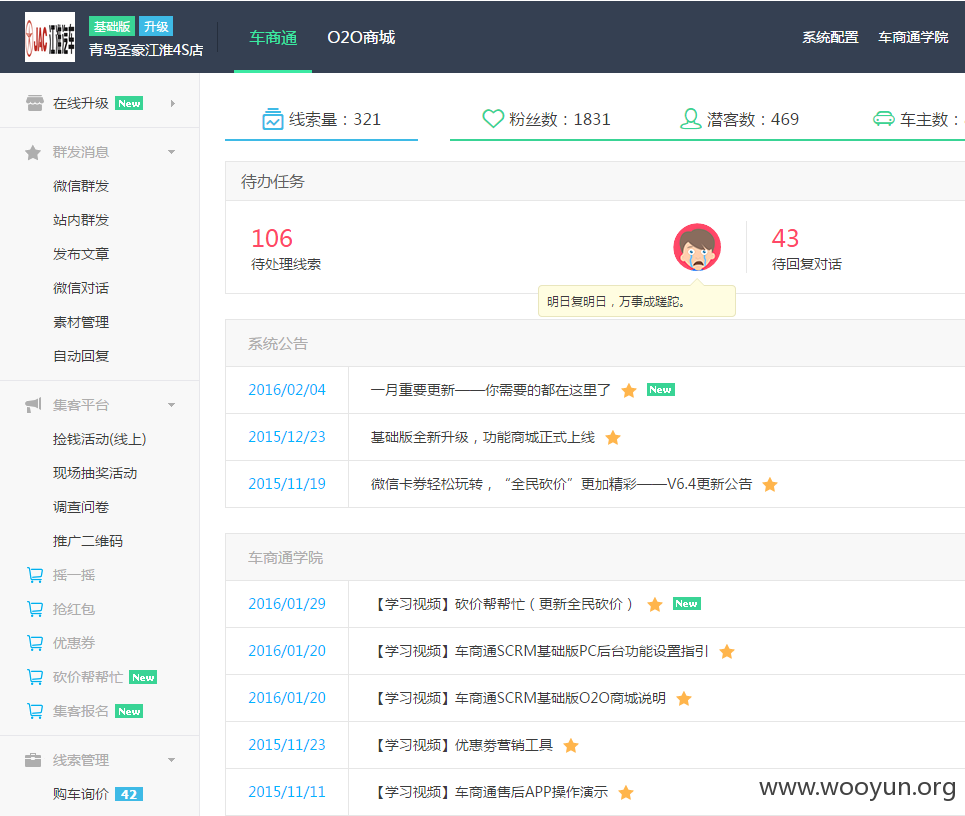 JAC江淮汽车
基础版 升级
青岛圣豪江淮4S店
车商通 O2O商城
系统配置 车商通学院
在线升级 New
群发消息
微信群发
站内群发
发布文章
微信对话
素材管理
自动回复
集客平台
捡钱活动(线上)
现场抽奖活动
调查问卷
推广二维码
摇一摇
抢红包
优惠券
砍价帮帮忙 New
集客报名 New
线索管理
购车询价 42
线索量：321 粉丝数：1831 潜客数：469 车主数：
待办任务
106
待处理线索
43
待回复对话
明日复明日，万事成蹉跎。
系统公告
2016/02/04 一月重要更新——你需要的都在这里了 New
2015/12/23 基础版全新升级，功能商城正式上线
2015/11/19 微信卡券轻松玩转，“全民砍价”更加精彩——V6.4更新公告
车商通学院
2016/01/29 【学习视频】砍价帮帮忙（更新全民砍价） New
2016/01/20 【学习视频】车商通SCRM基础版PC后台功能设置指引
2016/01/20 【学习视频】车商通SCRM基础版O2O商城说明
2015/11/23 【学习视频】优惠劵营销工具
2015/11/11 【学习视频】车商通售后APP操作演示
www.wooyun.org